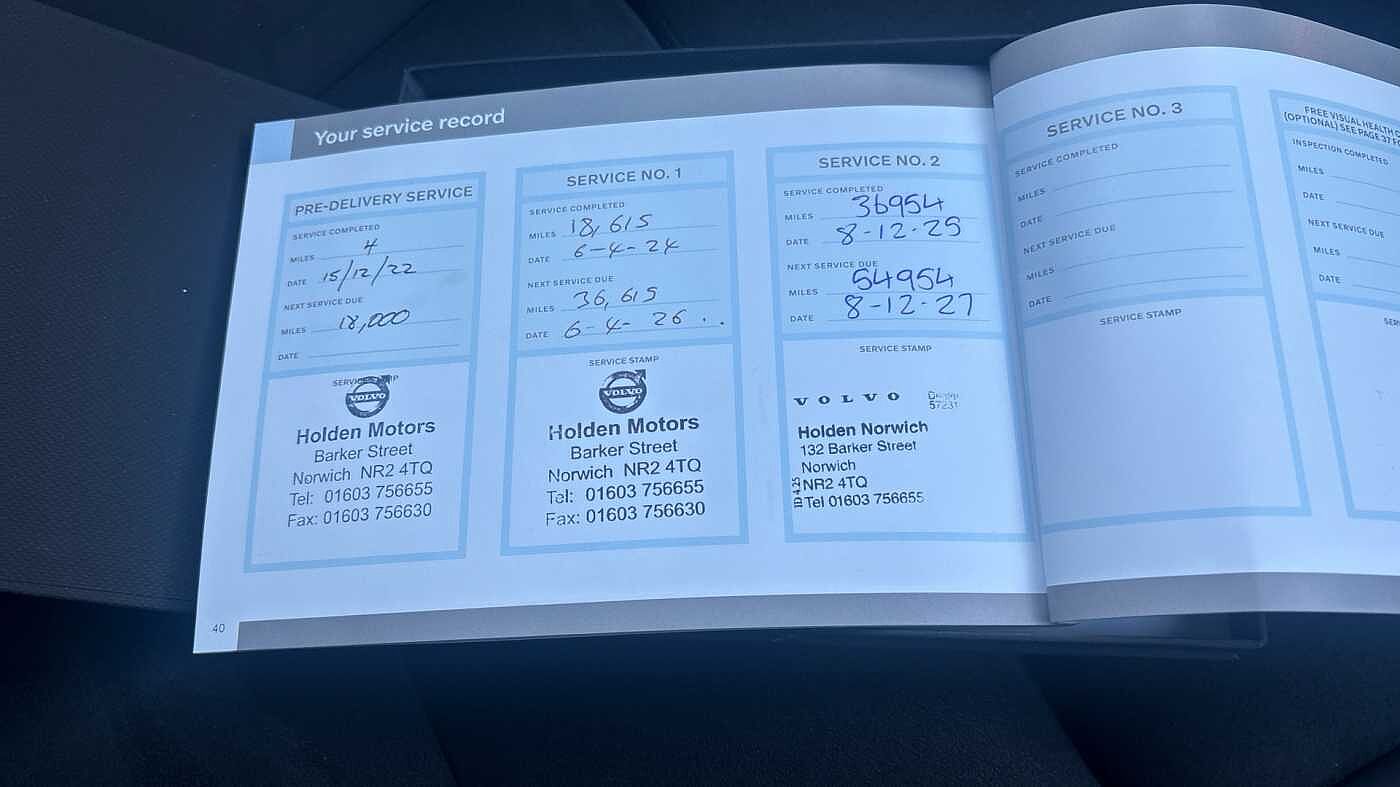 Your service record
PRE-DELIVERY SERVICE
SERVICE COMPLETED
MILES 4
DATE 15/12/22
NEXT SERVICE DUE
MILES 18,000
DATE
SERVICE STAMP
VOLVO
Holden Motors
Barker Street
Norwich NR2 4TQ
Tel: 01603 756655
Fax: 01603 756630
SERVICE NO. 1
SERVICE COMPLETED
MILES 18,615
DATE 6-4-24
NEXT SERVICE DUE
MILES 36,615
DATE 6-4-26
SERVICE STAMP
VOLVO
Holden Motors
Barker Street
Norwich NR2 4TQ
Tel: 01603 756655
Fax: 01603 756630
SERVICE NO. 2
SERVICE COMPLETED
MILES 36954
DATE 8-12-25
NEXT SERVICE DUE
MILES 54954
DATE 8-12-27
SERVICE STAMP
VOLVO
57231
Holden Norwich
132 Barker Street
Norwich
NR2 4TQ
Tel 01603 756655
40
SERVICE NO. 3
SERVICE COMPLETED
MILES
DATE
NEXT SERVICE DUE
MILES
DATE
SERVICE STAMP
FREE VISUAL HEALTH
(OPTIONAL) SEE PAGE 37
INSPECTION COMPLETED
MILES
DATE
NEXT SERVICE DUE
MILES
DATE